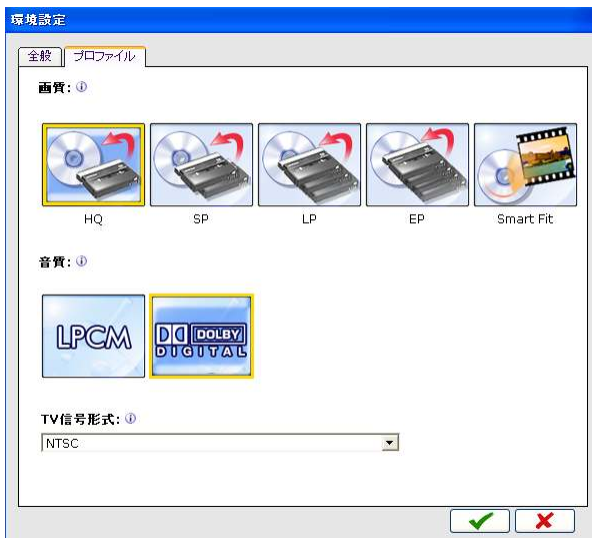 環境設定
全般 プロファイル
画質:
HQ SP LP EP Smart Fit
音質:
LPCM DOLBY
DIGITAL
TV信号形式:
NTSC